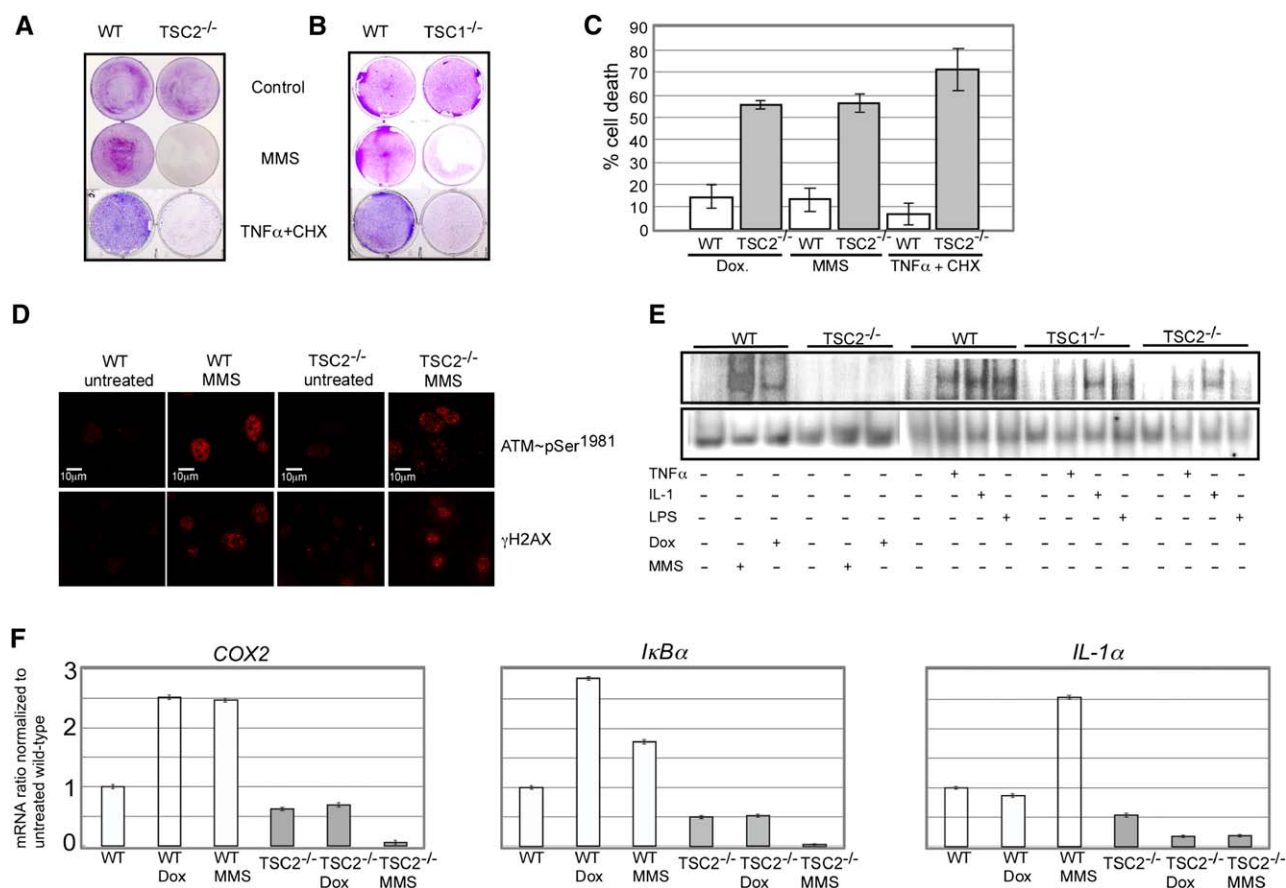 A
WT TSC2-/-
B
WT TSC1-/-
Control
MMS
TNFα+CHX
C
% cell death
90
80
70
60
50
40
30
20
10
0
WT TSC2-/- WT TSC2-/- WT TSC2-/-
Dox. MMS TNFα + CHX
D
WT untreated
WT MMS
TSC2-/- untreated
TSC2-/- MMS
10μm 10μm 10μm 10μm
ATM~pSer1981
γH2AX
E
WT TSC2-/- WT TSC1-/- TSC2-/-
TNFα - - - - - - - + - - - + - - - + - -
IL-1 - - - - - - - - + - - - + - - - + -
LPS - - - - - - - - - + - - - + - - - +
Dox - - + - - + - - - - - - - - - - - -
MMS - + - - + - - - - - - - - - - - - -
F
mRNA ratio normalized to
untreated wild-type
COX2
3
2
1
0
WT
WT Dox
WT MMS
TSC2-/-
TSC2-/- Dox
TSC2-/- MMS
IκBα
WT
WT Dox
WT MMS
TSC2-/-
TSC2-/- Dox
TSC2-/- MMS
IL-1α
WT
WT Dox
WT MMS
TSC2-/-
TSC2-/- Dox
TSC2-/- MMS